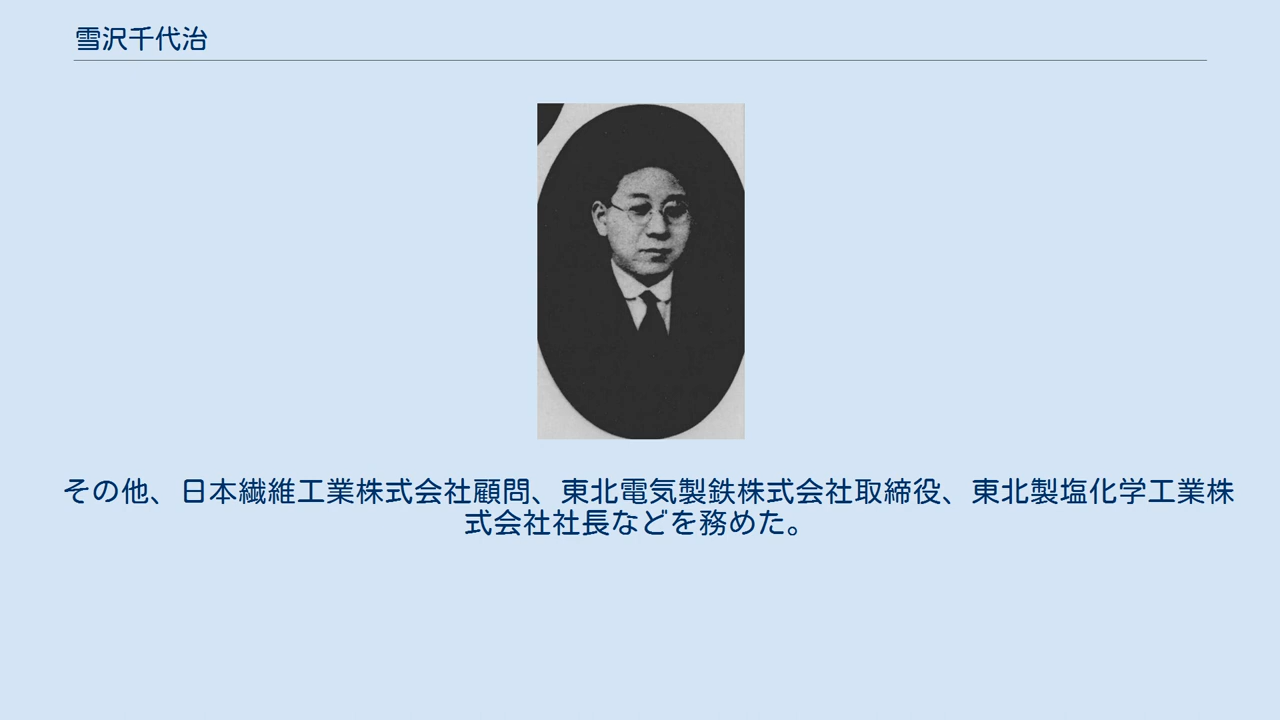 雪沢千代治
その他、日本繊維工業株式会社顧問、東北電気製鉄株式会社取締役、東北製塩化学工業株
式会社社長などを務めた。